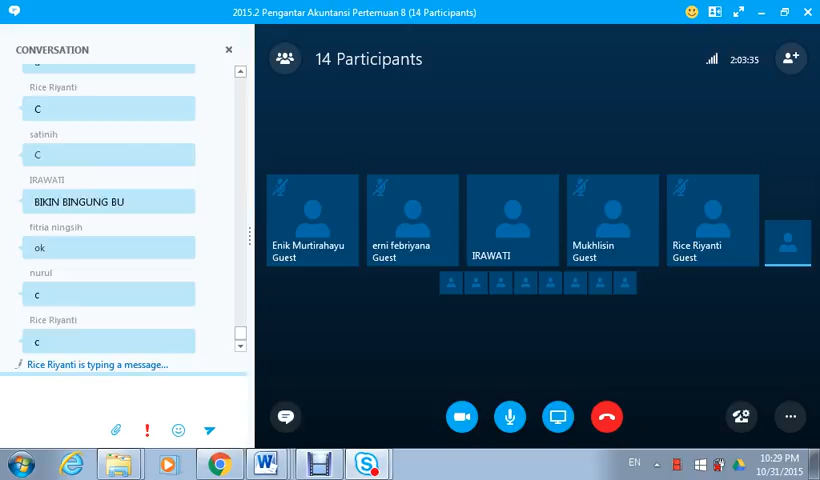 2015.2 Pengantar Akuntansi Pertemuan 8 (14 Participants)
CONVERSATION
Rice Riyanti
C
satinih
C
IRAWATI
BIKIN BINGUNG BU
fitria ningsih
ok
nurul
c
Rice Riyanti
c
Rice Riyanti is typing a message...
14 Participants
2:03:35
Enik Murtirahayu
Guest
erni febriyana
Guest
IRAWATI
Mukhlisin
Guest
Rice Riyanti
Guest
EN
10:29 PM
10/31/2015